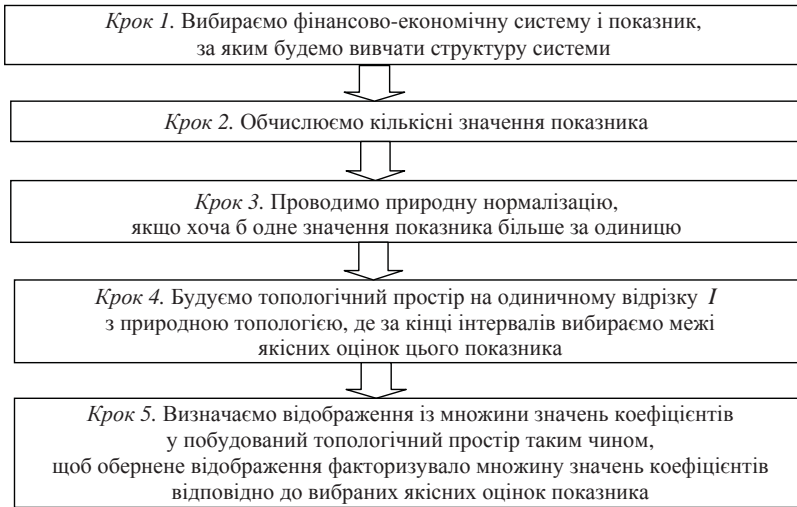 Крок 1. Вибираємо фінансово-економічну систему і показник,
за яким будемо вивчати структуру системи
Крок 2. Обчислюємо кількісні значення показника
Крок 3. Проводимо природну нормалізацію,
якщо хоча б одне значення показника більше за одиницю
Крок 4. Будуємо топологічний простір на одиничному відрізку I
з природною топологією, де за кінці інтервалів вибираємо межі
якісних оцінок цього показника
Крок 5. Визначаємо відображення із множини значень коефіцієнтів
у побудований топологічний простір таким чином,
щоб обернене відображення факторизувало множину значень коефіцієнтів
відповідно до вибраних якісних оцінок показника